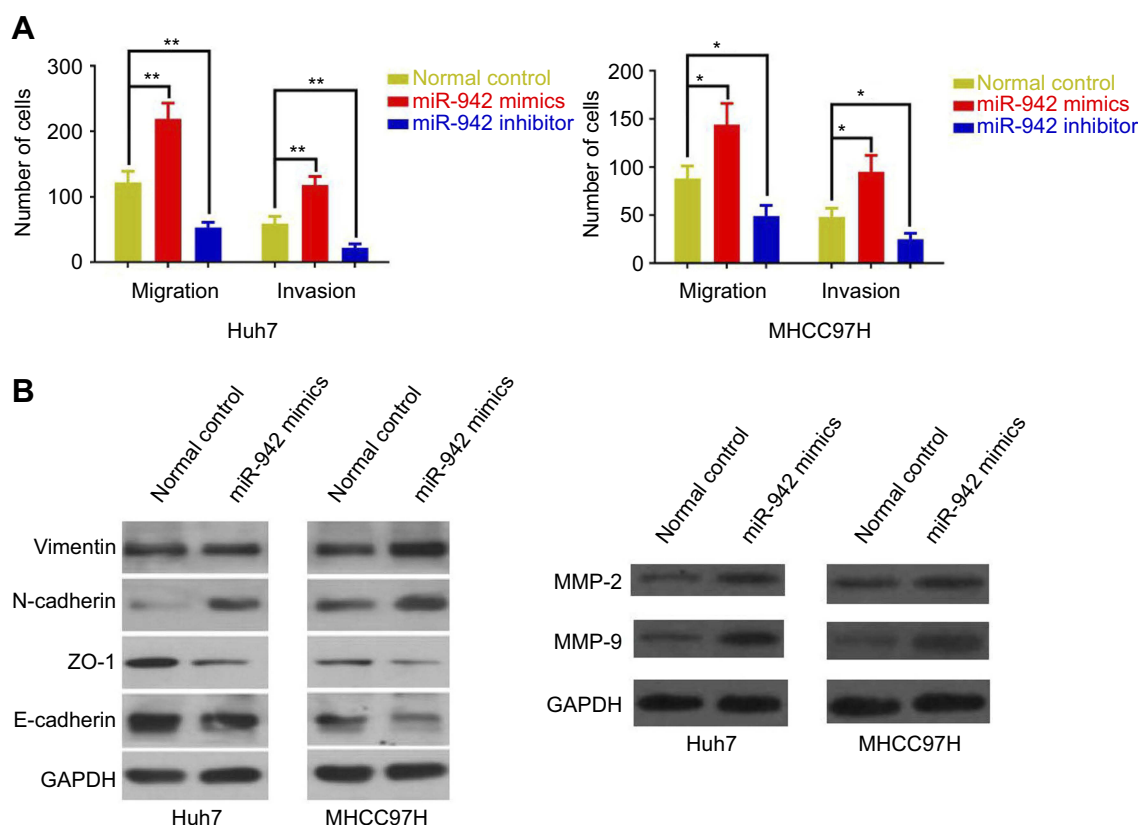 A
Number of cells
300
200
100
0
**
**
**
**
Normal control
miR-942 mimics
miR-942 inhibitor
Migration
Invasion
Huh7
Number of cells
200
150
100
50
0
*
*
*
*
Normal control
miR-942 mimics
miR-942 inhibitor
Migration
Invasion
MHCC97H
B
Normal control
miR-942 mimics
Normal control
miR-942 mimics
Vimentin
N-cadherin
ZO-1
E-cadherin
GAPDH
Huh7
MHCC97H
Normal control
miR-942 mimics
Normal control
miR-942 mimics
MMP-2
MMP-9
GAPDH
Huh7
MHCC97H